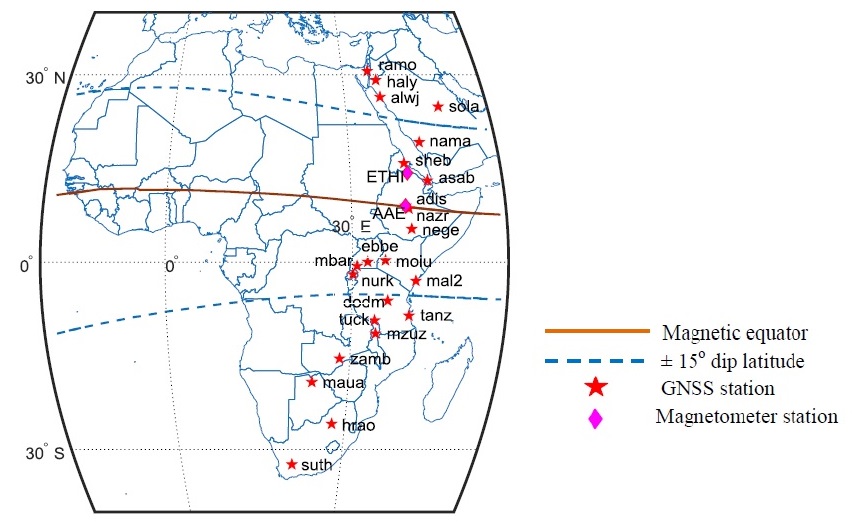 ramo
30° N
haly
alwj
sola
nama
sheb
ETHI
asab
adis
AAE
nazr
30° E
nege
ebbe
mbar
moiu
0°
0°
nurk
mal2
dodm
tuck
tanz
mzuz
zamb
maua
hrao
30° S
suth
Magnetic equator
± 15° dip latitude
GNSS station
Magnetometer station